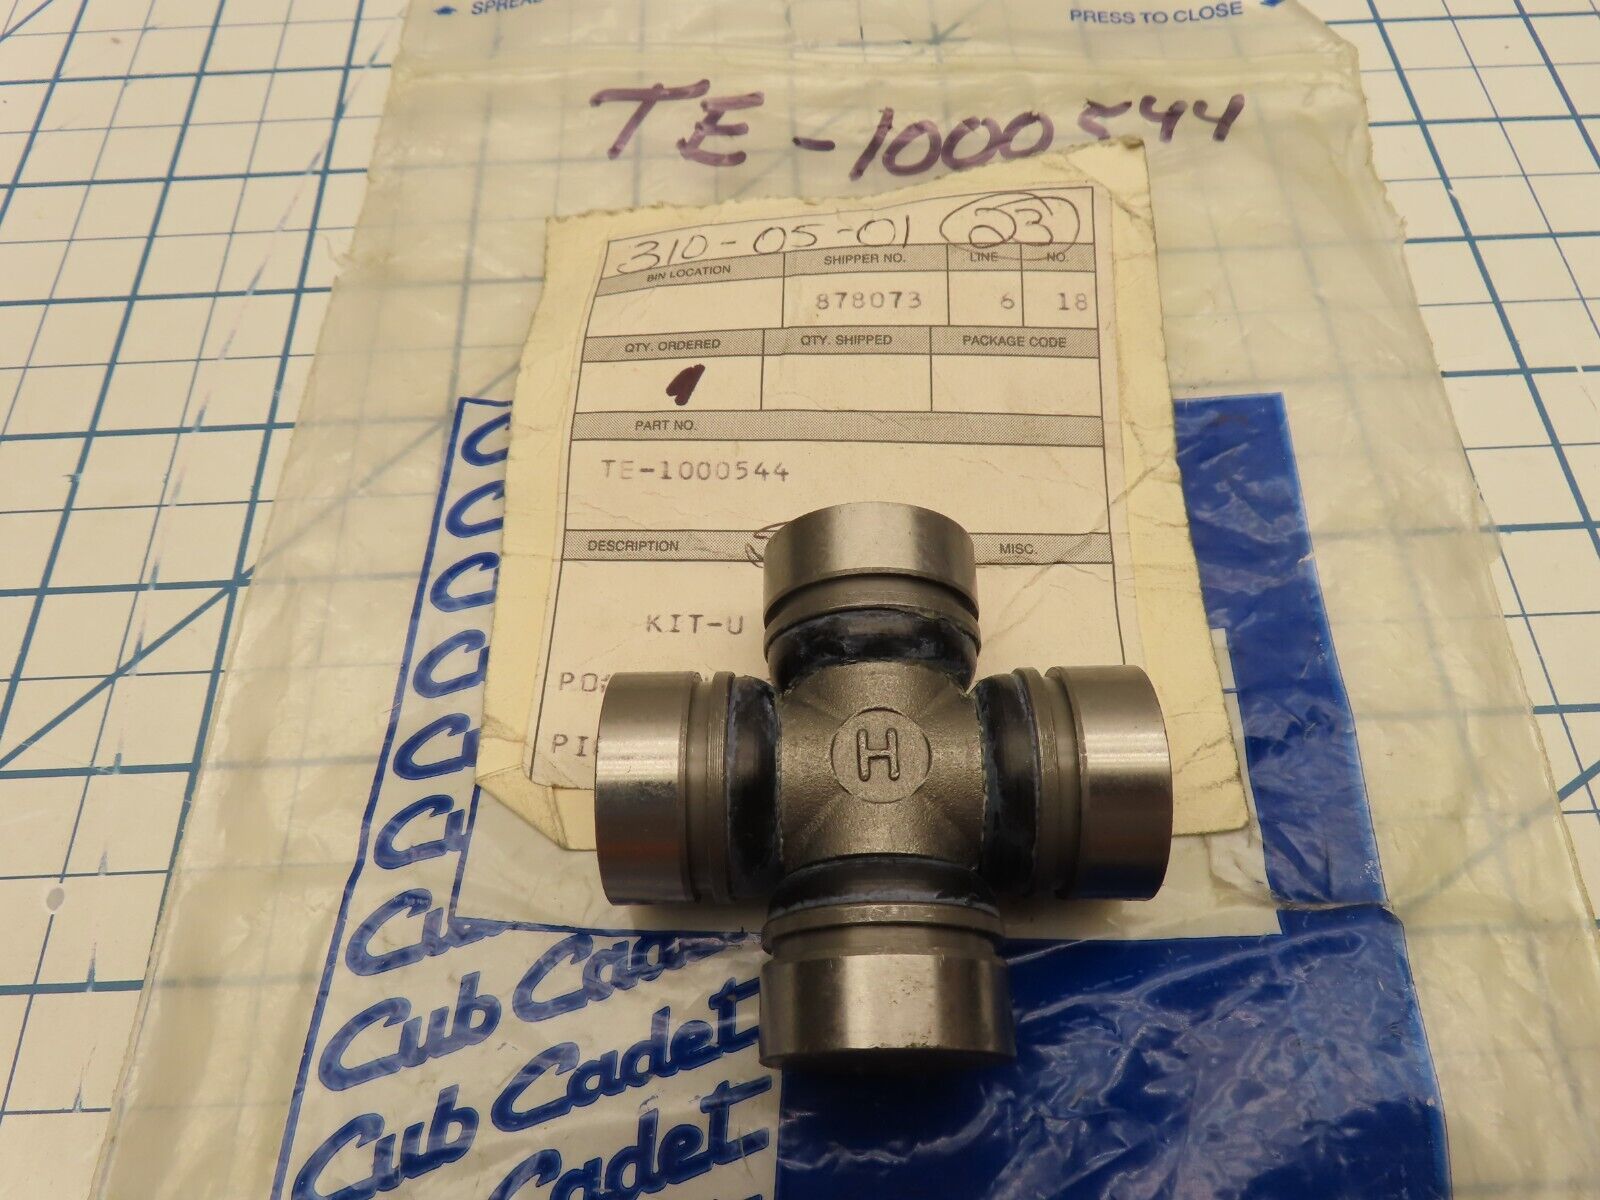 SPREAD
PRESS TO CLOSE
TE-1000544
310-05-01 23
BIN LOCATION SHIPPER NO. LINE NO.
878073 6 18
QTY. ORDERED QTY. SHIPPED PACKAGE CODE
1
PART NO.
TE-1000544
DESCRIPTION MISC.
KIT-U
PO
H
PI
Cub Cadet
Cub Cadet
Cadet